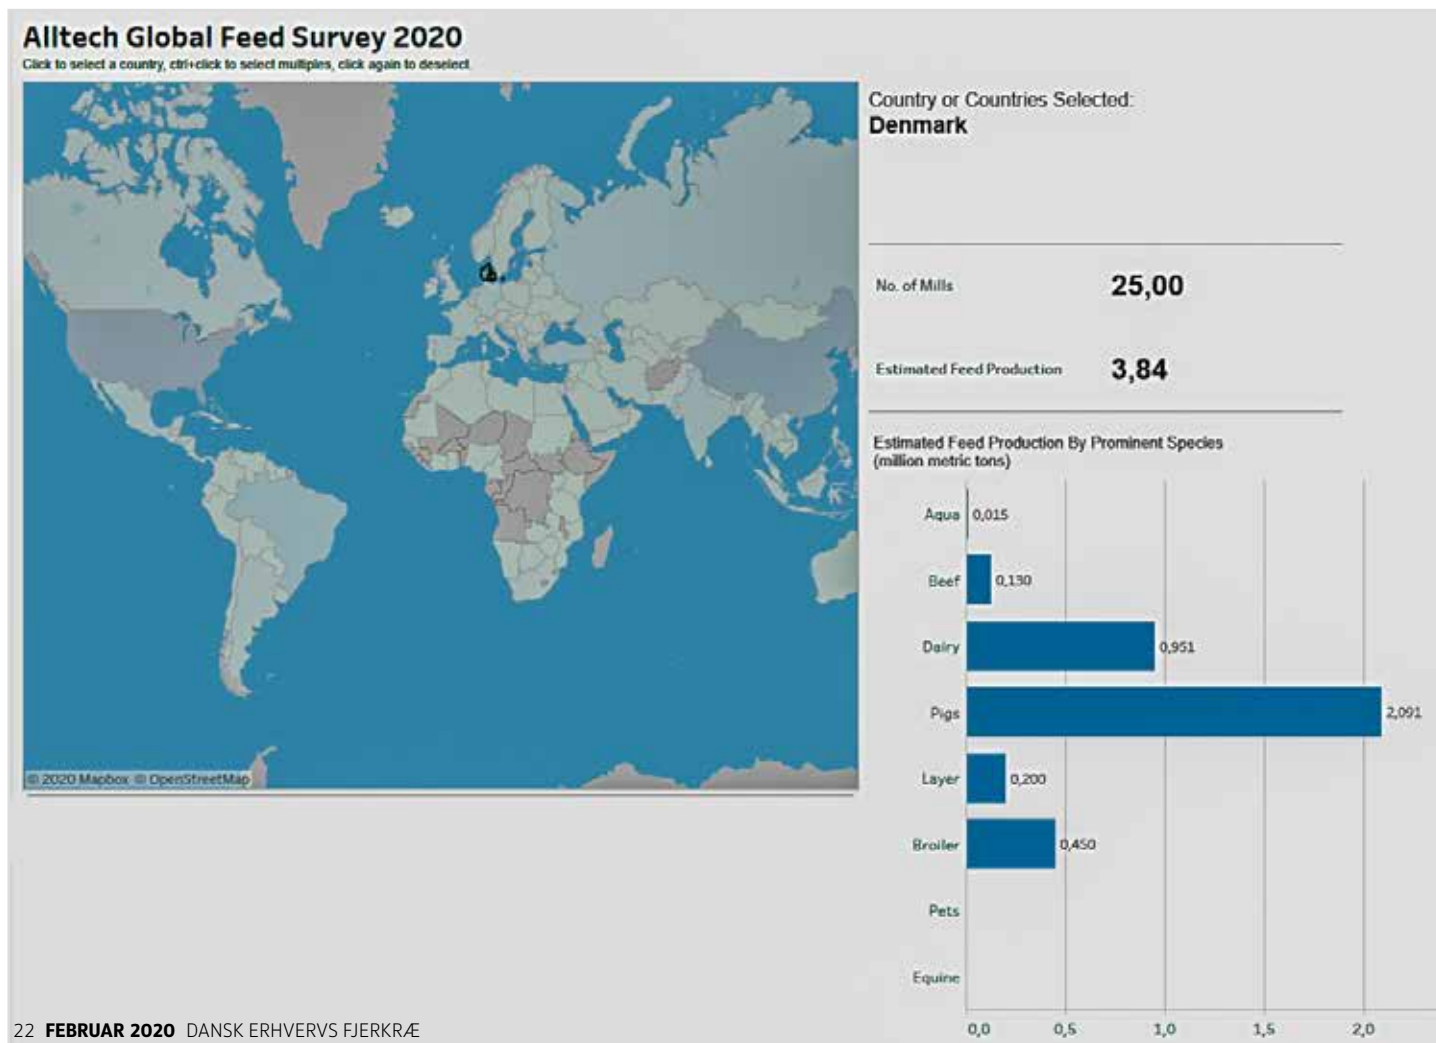 Alltech Global Feed Survey 2020
Click to select a country, ctrl+click to select multiples, click again to deselect.
Country or Countries Selected:
Denmark
No. of Mills 25,00
Estimated Feed Production 3,84
Estimated Feed Production By Prominent Species
(million metric tons)
Aqua 0,015
Beef 0,130
Dairy 0,951
Pigs 2,091
Layer 0,200
Broiler 0,450
Pets
Equine
0,0 0,5 1,0 1,5 2,0
© 2020 Mapbox © OpenStreetMap
22 FEBRUAR 2020 DANSK ERHVERVS FJERKRÆ